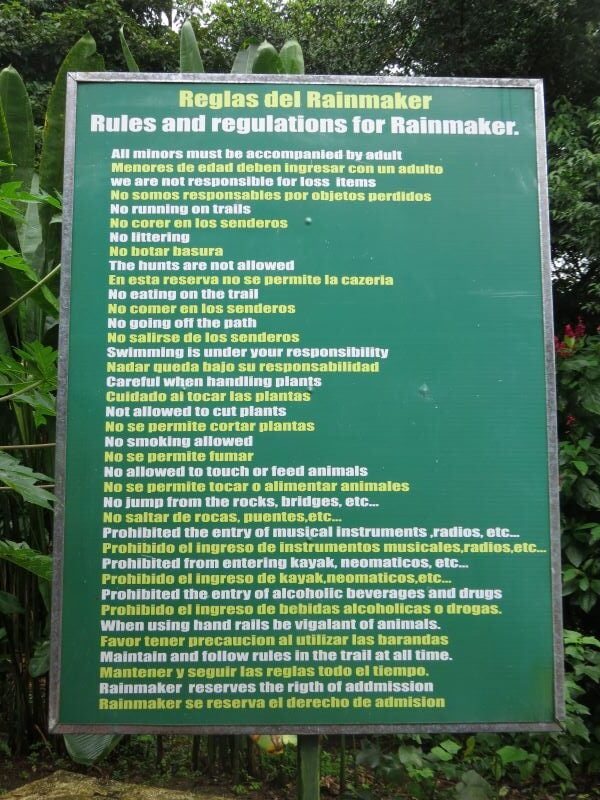 Reglas del Rainmaker
Rules and regulations for Rainmaker.
All minors must be accompanied by adult
Menores de edad deben ingresar con un adulto
we are not responsible for loss items
No somos responsables por objetos perdidos
No running on trails
No corer en los senderos
No littering
No botar basura
The hunts are not allowed
En esta reserva no se permite la cazeria
No eating on the trail
No comer en los senderos
No going off the path
No salirse de los senderos
Swimming is under your responsibility
Nadar queda bajo su responsabilidad
Careful when handling plants
Cuidado al tocar las plantas
Not allowed to cut plants
No se permite cortar plantas
No smoking allowed
No se permite fumar
No allowed to touch or feed animals
No se permite tocar o alimentar animales
No jump from the rocks, bridges, etc...
No saltar de rocas, puentes,etc...
Prohibited the entry of musical instruments ,radios, etc...
Prohibido el ingreso de instrumentos musicales,radios,etc...
Prohibited from entering kayak, neomaticos, etc...
Prohibido el ingreso de kayak,neomaticos,etc...
Prohibited the entry of alcoholic beverages and drugs
Prohibido el ingreso de bebidas alcoholicas o drogas.
When using hand rails be vigalant of animals.
Favor tener precaucion al utilizar las barandas
Maintain and follow rules in the trail at all time.
Mantener y seguir las reglas todo el tiempo.
Rainmaker reserves the rigth of addmission
Rainmaker se reserva el derecho de admision